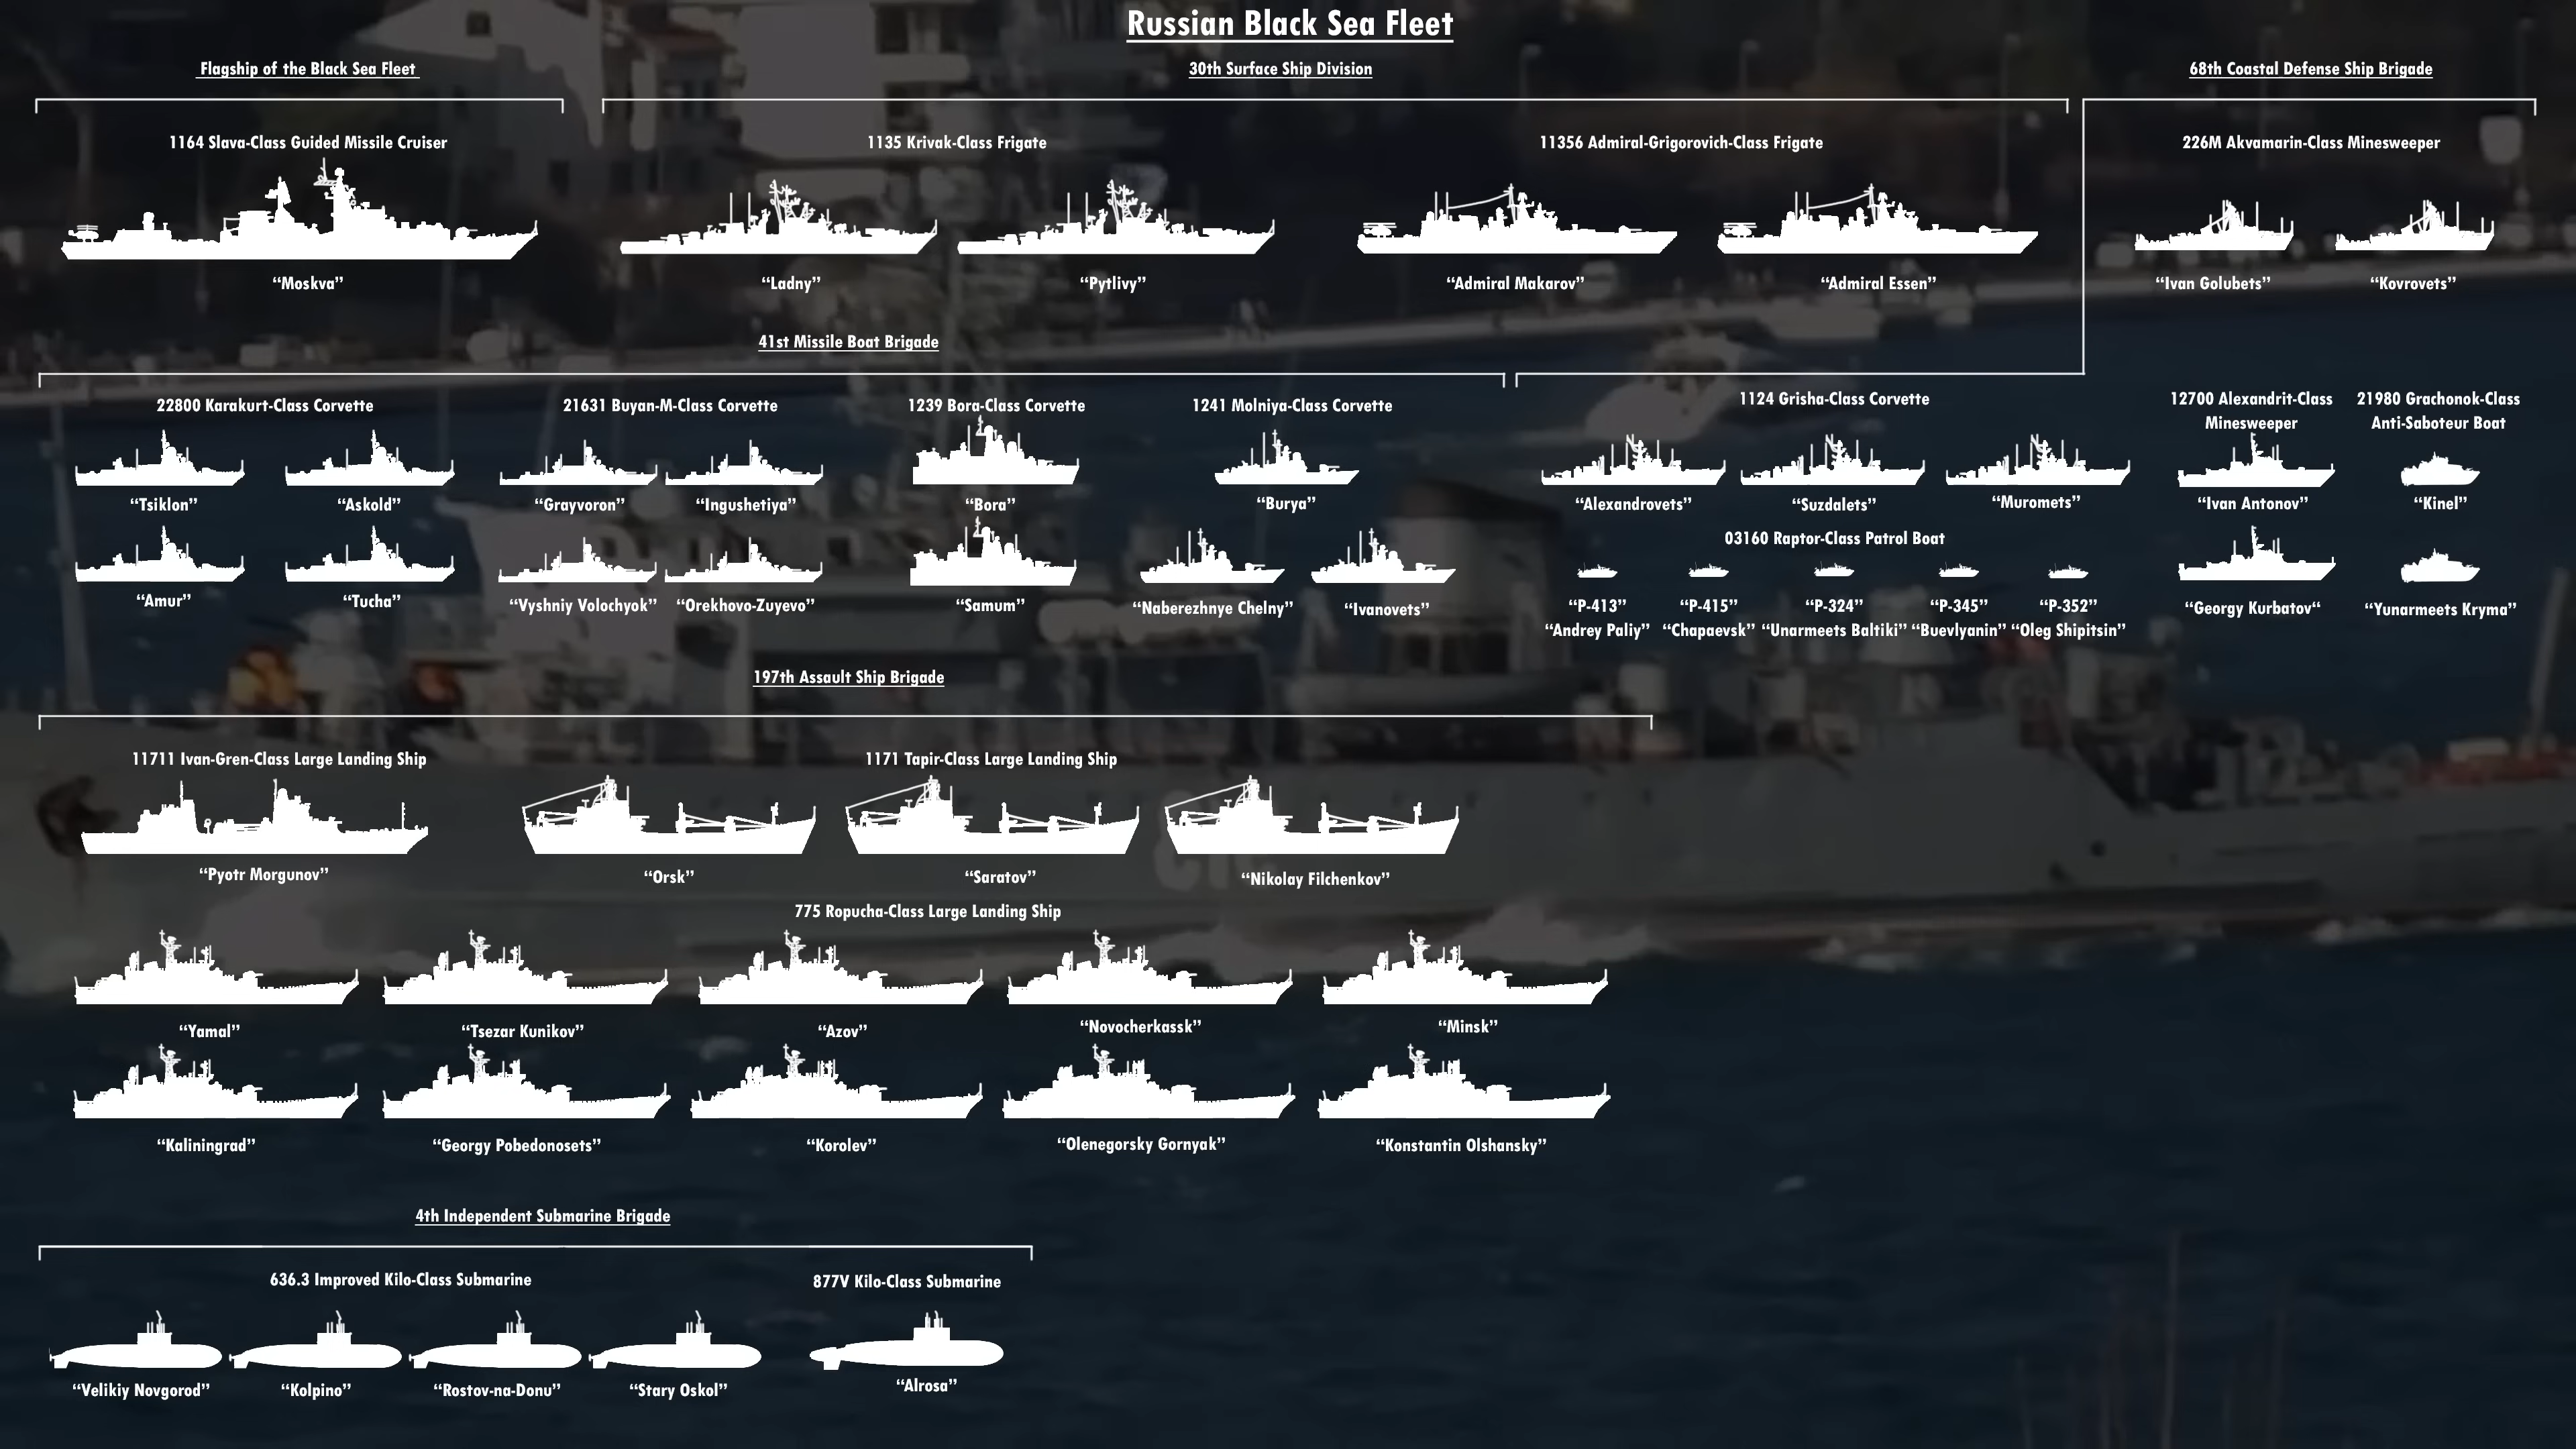 Russian Black Sea Fleet
Flagship of the Black Sea Fleet
1164 Slava-Class Guided Missile Cruiser
“Moskva”
30th Surface Ship Division
1135 Krivak-Class Frigate
“Ladny” “Pytlivy”
11356 Admiral-Grigorovich-Class Frigate
“Admiral Makarov” “Admiral Essen”
68th Coastal Defense Ship Brigade
226M Akvamarin-Class Minesweeper
“Ivan Golubets” “Kovrovets”
1124 Grisha-Class Corvette
“Alexandrovets” “Suzdalets” “Muromets”
03160 Raptor-Class Patrol Boat
“P-413” “P-415” “P-324” “P-345” “P-352”
“Andrey Paliy” “Chapaevsk” “Unarmeets Baltiki” “Buevlyanin” “Oleg Shipitsin”
12700 Alexandrit-Class
Minesweeper
“Ivan Antonov”
“Georgy Kurbatov“
21980 Grachonok-Class
Anti-Saboteur Boat
“Kinel”
“Yunarmeets Kryma”
41st Missile Boat Brigade
22800 Karakurt-Class Corvette
“Tsiklon” “Askold”
“Amur” “Tucha”
21631 Buyan-M-Class Corvette
“Grayvoron” “Ingushetiya”
“Vyshniy Volochyok” “Orekhovo-Zuyevo”
1239 Bora-Class Corvette
“Bora”
“Samum”
1241 Molniya-Class Corvette
“Burya”
“Naberezhnye Chelny” “Ivanovets”
197th Assault Ship Brigade
11711 Ivan-Gren-Class Large Landing Ship
“Pyotr Morgunov”
1171 Tapir-Class Large Landing Ship
“Orsk” “Saratov” “Nikolay Filchenkov”
775 Ropucha-Class Large Landing Ship
“Yamal” “Tsezar Kunikov” “Azov” “Novocherkassk” “Minsk”
“Kaliningrad” “Georgy Pobedonosets” “Korolev” “Olenegorsky Gornyak” “Konstantin Olshansky”
4th Independent Submarine Brigade
636.3 Improved Kilo-Class Submarine
“Velikiy Novgorod” “Kolpino” “Rostov-na-Donu” “Stary Oskol”
877V Kilo-Class Submarine
“Alrosa”